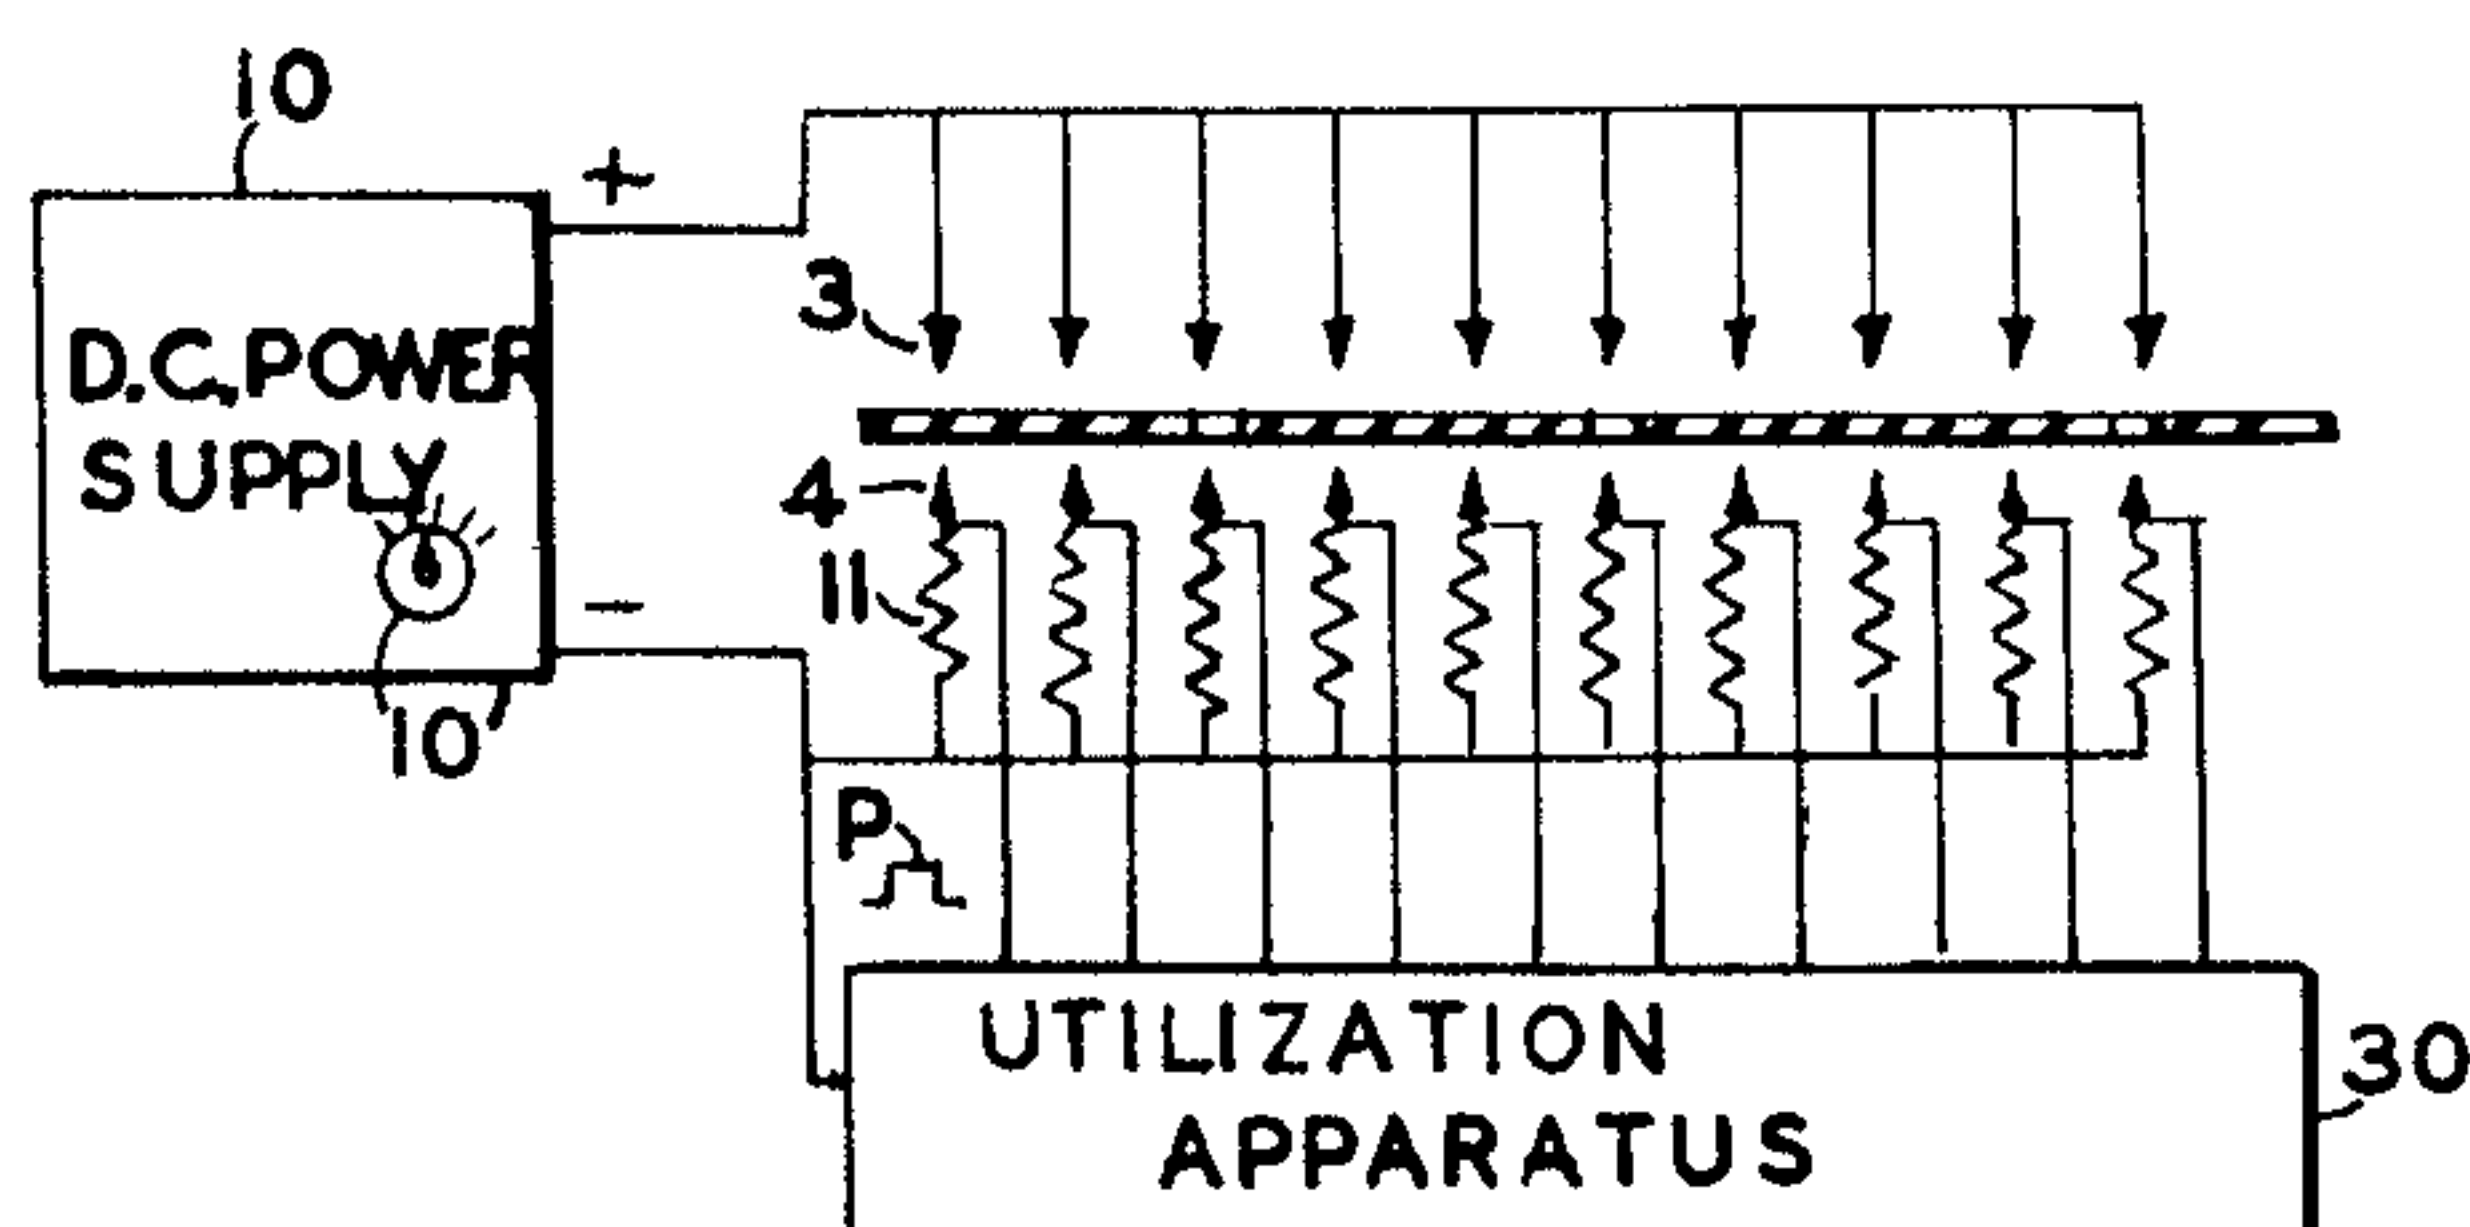 10
+
3
D.C. POWER
SUPPLY
4
11
-
10'
P
UTILIZATION
APPARATUS
30